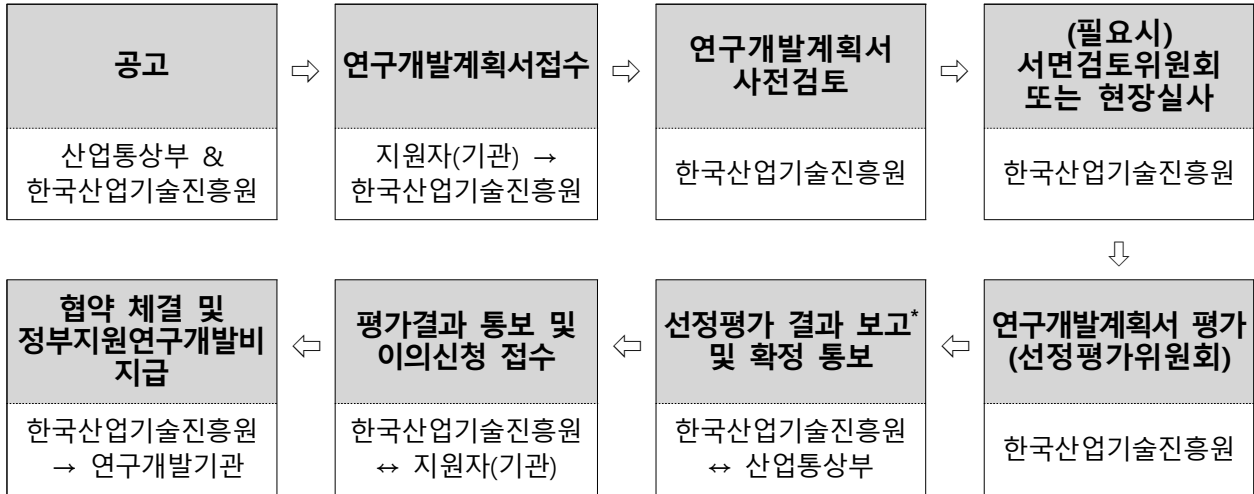 공고
산업통상부 &
한국산업기술진흥원
⇨
연구개발계획서접수
지원자(기관) →
한국산업기술진흥원
⇨
연구개발계획서
사전검토
한국산업기술진흥원
⇨
(필요시)
서면검토위원회
또는 현장실사
한국산업기술진흥원
⇩
연구개발계획서 평가
(선정평가위원회)
한국산업기술진흥원
⇦
선정평가 결과 보고*
및 확정 통보
한국산업기술진흥원
↔ 산업통상부
⇦
평가결과 통보 및
이의신청 접수
한국산업기술진흥원
↔ 지원자(기관)
⇦
협약 체결 및
정부지원연구개발비
지급
한국산업기술진흥원
→ 연구개발기관